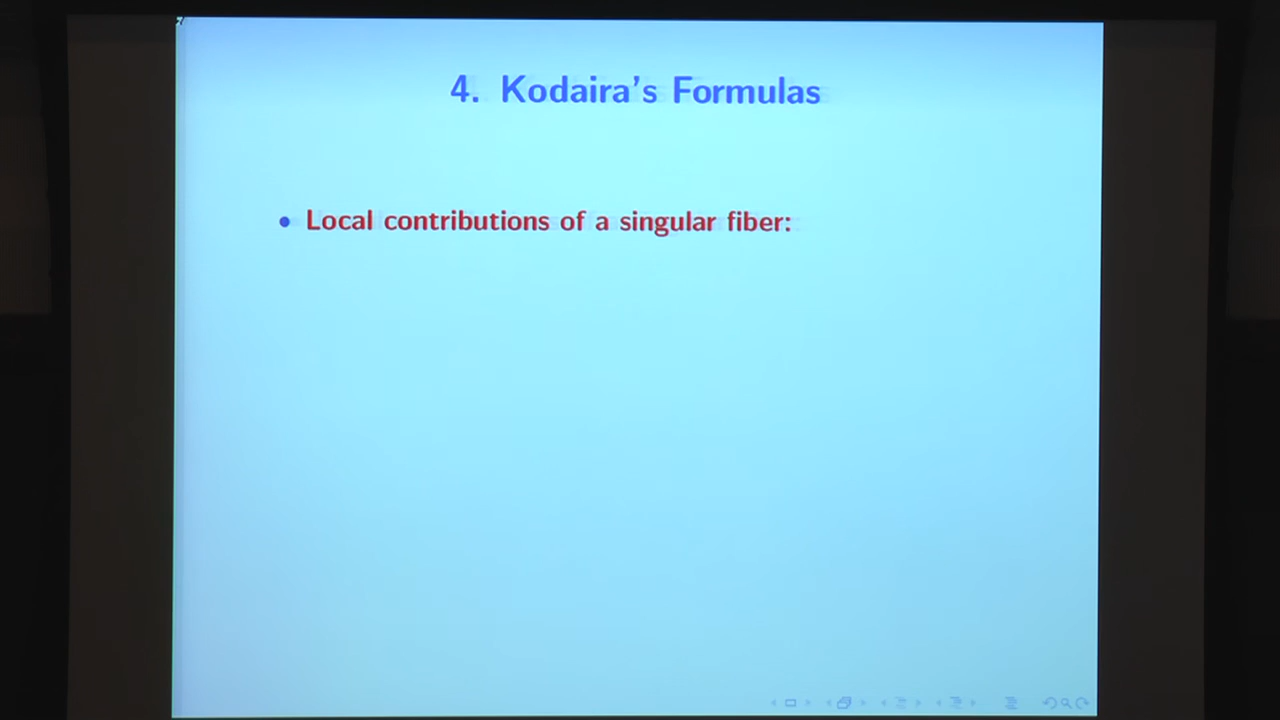 4. Kodaira's Formulas
• Local contributions of a singular fiber: